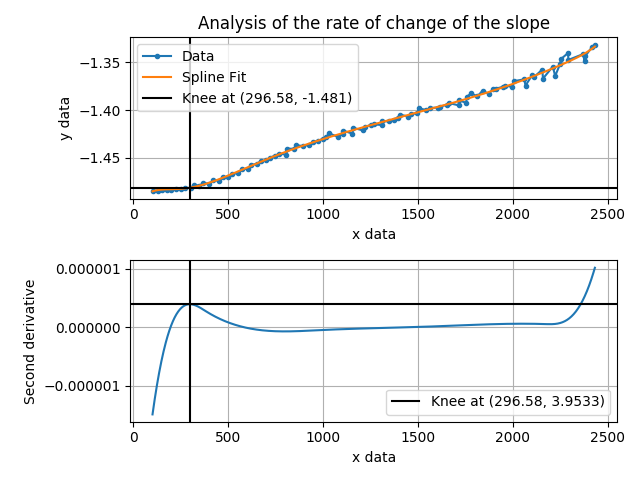 Analysis of the rate of change of the slope
Data
Spline Fit
Knee at (296.58, -1.481)
−1.35
−1.40
−1.45
y data
0
500
1000
1500
2000
2500
x data
0.000001
0.000000
−0.000001
Second derivative
Knee at (296.58, 3.9533)
0
500
1000
1500
2000
2500
x data